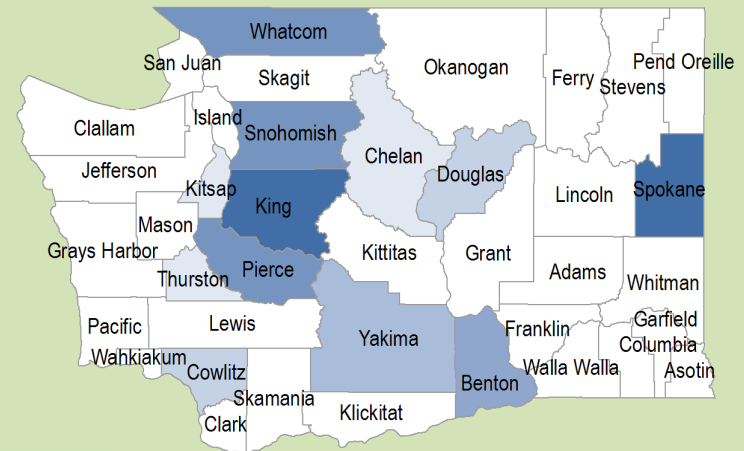 Whatcom
San Juan
Skagit
Okanogan
Ferry
Stevens
Pend Oreille
Island
Clallam
Snohomish
Chelan
Jefferson
Kitsap
Douglas
Lincoln
Spokane
King
Mason
Grays Harbor
Kittitas
Grant
Thurston
Pierce
Adams
Whitman
Pacific
Lewis
Yakima
Franklin
Garfield
Columbia
Wahkiakum
Cowlitz
Benton
Walla Walla
Asotin
Skamania
Klickitat
Clark